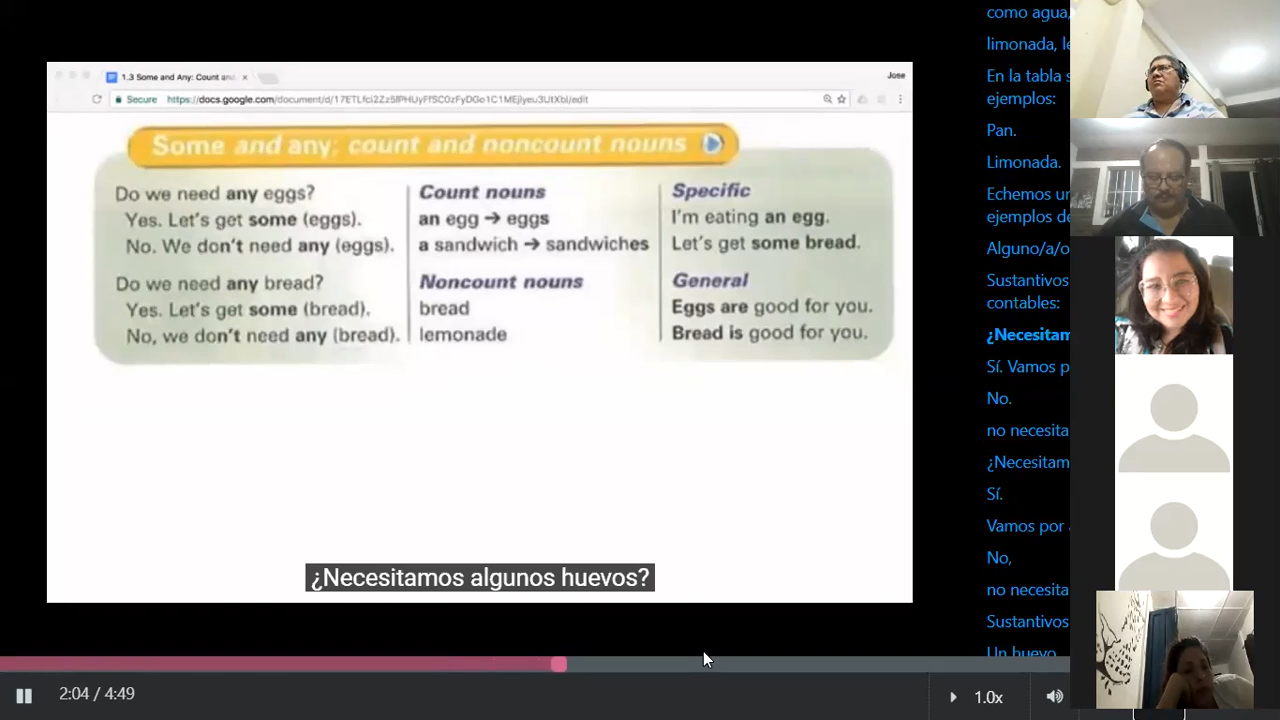 1.3 Some and Any: Count an
Jose
Secure https://docs.google.com/document/d/
/edit
Some and any; count and noncount nouns
Do we need any eggs?
Yes. Let's get some (eggs).
No. We don't need any (eggs).
Do we need any bread?
Yes. Let's get some (bread).
No, we don't need any (bread).
Count nouns
an egg → eggs
a sandwich → sandwiches
Noncount nouns
bread
lemonade
Specific
I'm eating an egg.
Let's get some bread.
General
Eggs are good for you.
Bread is good for you.
¿Necesitamos algunos huevos?
2:04 / 4:49
1.0x
como agua,
limonada, le
En la tabla s
ejemplos:
Pan.
Limonada.
Echemos un
ejemplos de
Alguno/a/o
Sustantivos
contables:
¿Necesitam
Sí. Vamos p
No.
no necesita
¿Necesitam
Sí.
Vamos por a
No,
no necesita
Sustantivos
Un huevo